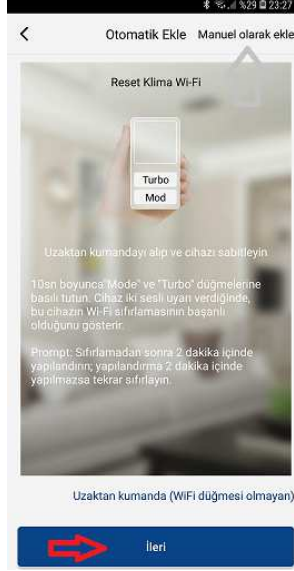 %29 23:27
Otomatik Ekle Manuel olarak ekle
Reset Klima Wi-Fi
Turbo
Mod
Uzaktan kumandayı alıp ve cihazı sabitleyin
10sn boyunca "Mode" ve "Turbo" düğmelerine
basılı tutun. Cihaz iki sesli uyarı verdiğinde,
bu cihazın Wi-Fi sıfırlamasının başarılı
olduğunu gösterir.
Prompt: Sıfırlamadan sonra 2 dakika içinde
yapılandırın; yapılandırma 2 dakika içinde
yapılmazsa tekrar sıfırlayın.
Uzaktan kumanda (WiFi düğmesi olmayan)
İleri